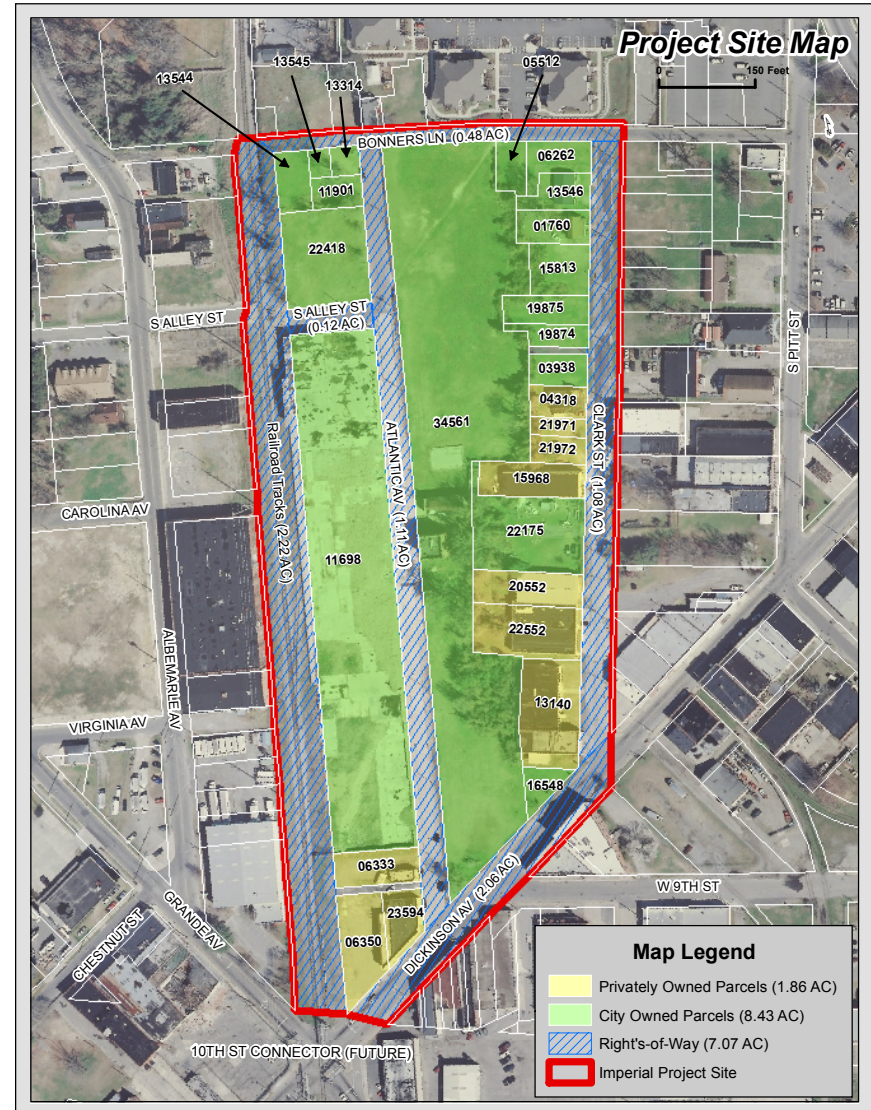 Project Site Map
0 150 Feet
13544
13545
13314
05512
BONNERS LN (0.48 AC)
06262
11901
13546
01760
22418
15813
S ALLEY ST
S ALLEY ST
(0.12 AC)
19875
19874
03938
04318
34561
21971
21972
15968
S PITT ST
CLARK ST (1.08 AC)
ATLANTIC AV (1.11 AC)
Railroad Tracks (2.22 AC)
CAROLINA AV
22175
11698
20552
22552
ALBEMARLE AV
13140
VIRGINIA AV
16548
06333
W 9TH ST
23594
06350
DICKINSON AV (2.06 AC)
GRANDE AV
CHESTNUT ST
10TH ST CONNECTOR (FUTURE)
Map Legend
Privately Owned Parcels (1.86 AC)
City Owned Parcels (8.43 AC)
Right's-of-Way (7.07 AC)
Imperial Project Site